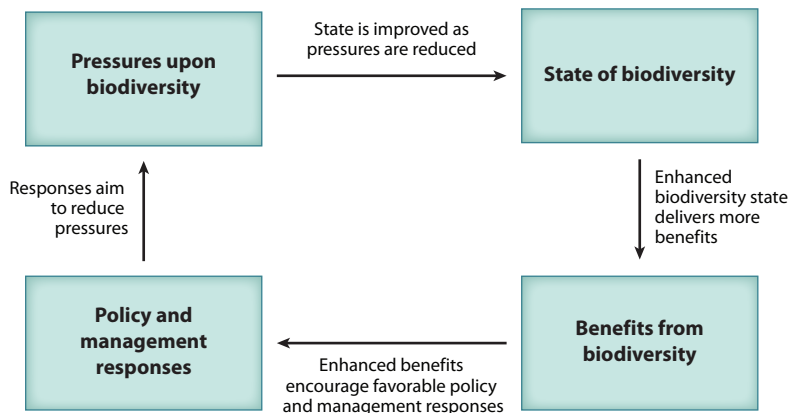 Pressures upon
biodiversity
State is improved as
pressures are reduced
State of biodiversity
Enhanced
biodiversity state
delivers more
benefits
Benefits from
biodiversity
Enhanced benefits
encourage favorable policy
and management responses
Policy and
management
responses
Responses aim
to reduce
pressures